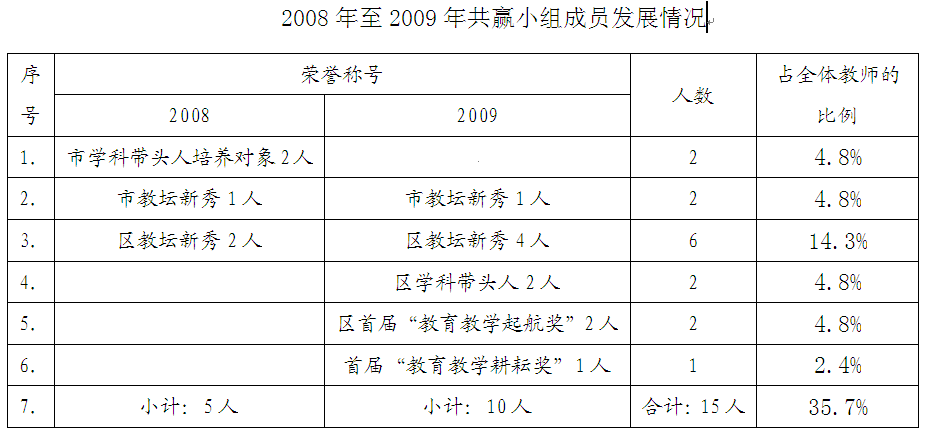 2008 年至 2009 年共赢小组成员发展情况
序号 荣誉称号 人数 占全体教师的比例
2008 2009
1. 市学科带头人培养对象 2 人 2 4.8%
2. 市教坛新秀 1 人 市教坛新秀 1 人 2 4.8%
3. 区教坛新秀 2 人 区教坛新秀 4 人 6 14.3%
4. 区学科带头人 2 人 2 4.8%
5. 区首届“教育教学起航奖”2 人 2 4.8%
6. 首届“教育教学耕耘奖”1 人 1 2.4%
7. 小计：5 人 小计：10 人 合计：15 人 35.7%